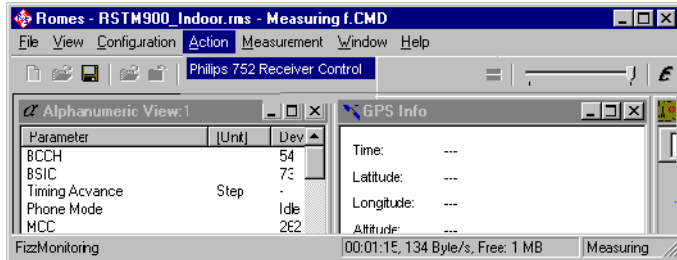 Romes - RSTM900_Indoor.rms - Measuring f.CMD
File View Configuration Action Measurement Window Help
Philips 752 Receiver Control
Alphanumeric View:1
GPS Info
Parameter [Unit] Dev
BCCH 54
BSIC 73
Timing Acvance Step -
Phone Mode Idle
MCC 262
Time: ---
Latitude: ---
Longitude: ---
Altitude: ---
FizzMonitoring 00:01:15, 134 Byle/s, Free: 1 MB Measuring